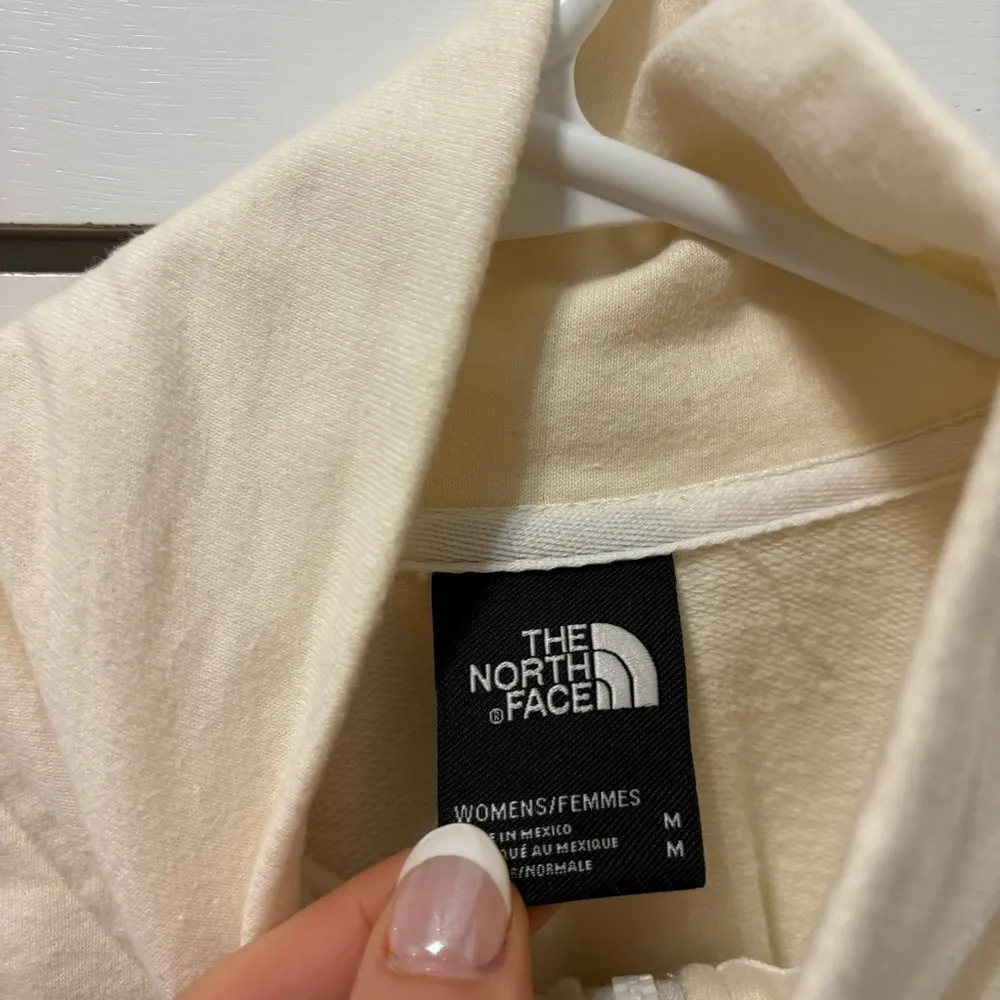 THE
NORTH
® FACE
WOMENS/FEMMES
IN MEXICO M
AU MEXIQUE M
/NORMALE